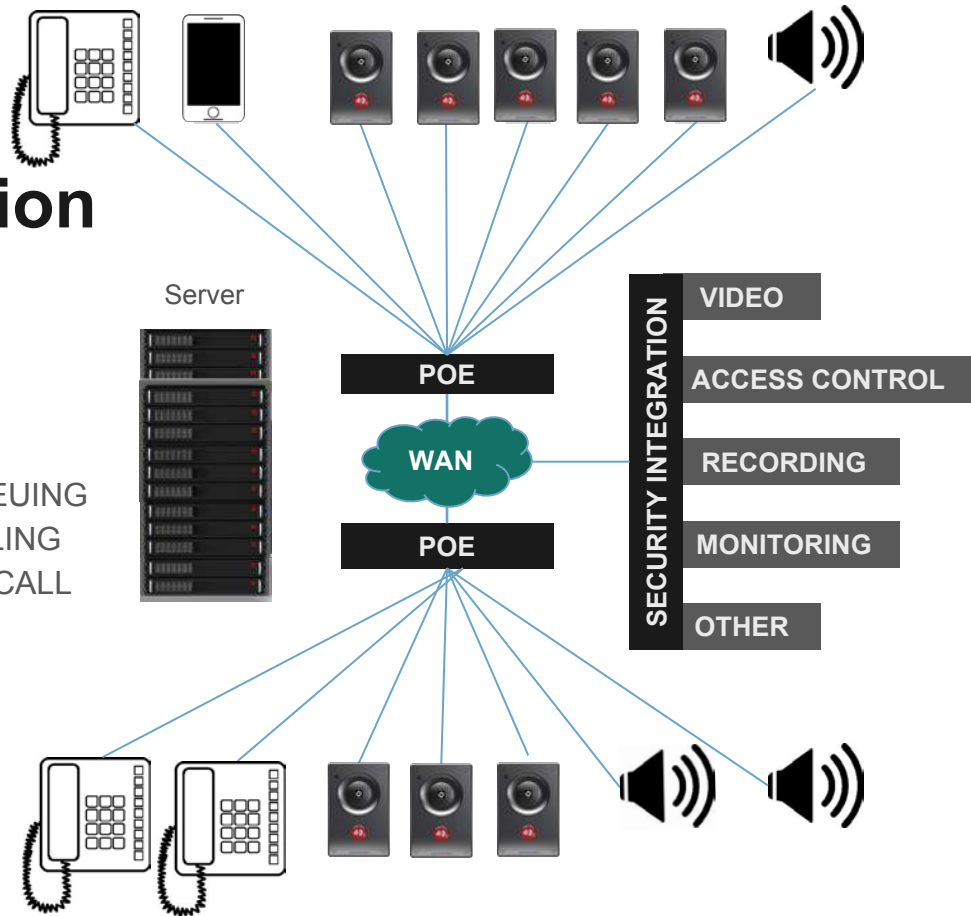 ion
Server
EUING
LING
CALL
POE
WAN
POE
SECURITY INTEGRATION
VIDEO
ACCESS CONTROL
RECORDING
MONITORING
OTHER